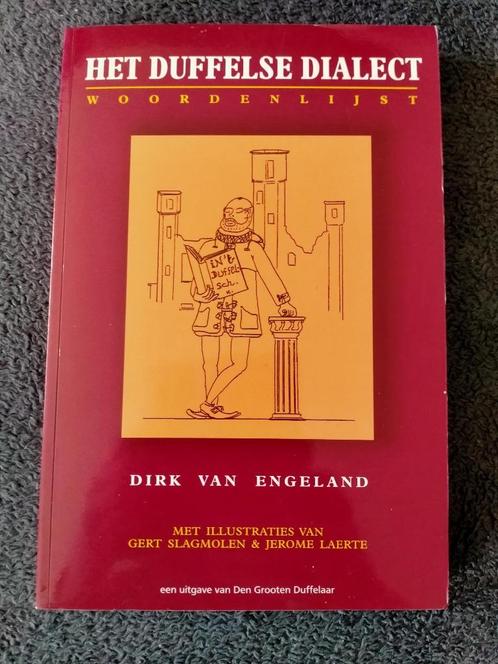 HET DUFFELSE DIALECT
WOORDENLIJST
IN'T
DUFFEL
SCH.
DIRK VAN ENGELAND
MET ILLUSTRATIES VAN
GERT SLAGMOLEN & JEROME LAERTE
een uitgave van Den Grooten Duffelaar